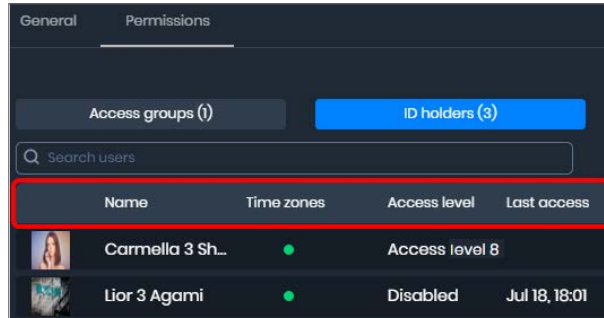 General Permissions
Access groups (1) ID holders (3)
Search users
Name Time zones Access level Last access
Carmella 3 Sh... Access level 8
Lior 3 Agami Disabled Jul 18, 18:01